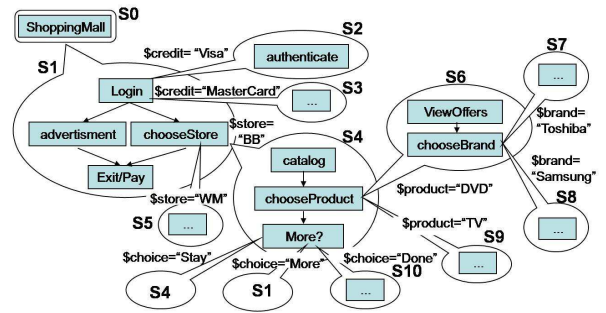 ShoppingMall
S0
S1
$credit= "Visa"
S2
authenticate
Login
$credit="MasterCard"
...
S3
advertisment
chooseStore
$store=
"BB"
Exit/Pay
$store="WM"
S5
...
S4
catalog
chooseProduct
More?
$choice="Stay"
$choice="More"
$choice="Done"
S4
S1
...
S10
S6
ViewOffers
chooseBrand
$product="DVD"
$product="TV"
S9
...
S7
...
$brand=
"Toshiba"
$brand=
"Samsung"
S8
...